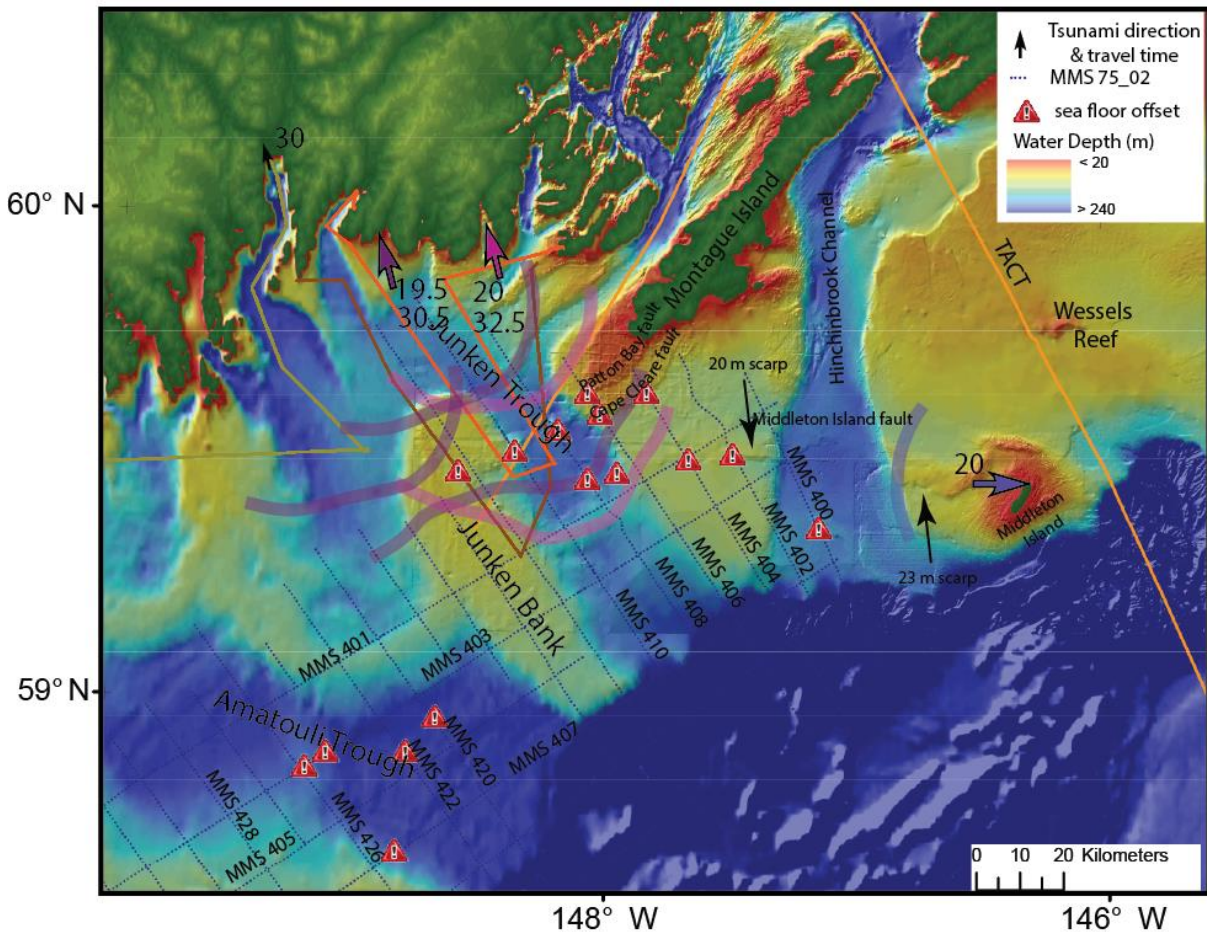 Tsunami direction
& travel time
MMS 75_02
sea floor offset
Water Depth (m)
< 20
> 240
30
60° N
19.5
30.5
20
32.5
Junken Trough
Patton Bay fault
Cape Cleare fault
Montague Island
Hinchinbrook Channel
TACT
Wessels
Reef
20 m scarp
Middleton Island fault
20
Middleton
Island
23 m scarp
MMS 400
MMS 402
MMS 404
MMS 406
MMS 408
MMS 410
Junken Bank
MMS 401
MMS 403
59° N
Amatouli Trough
MMS 407
MMS 420
MMS 422
MMS 426
MMS 428
MMS 405
0 10 20 Kilometers
148° W
146° W